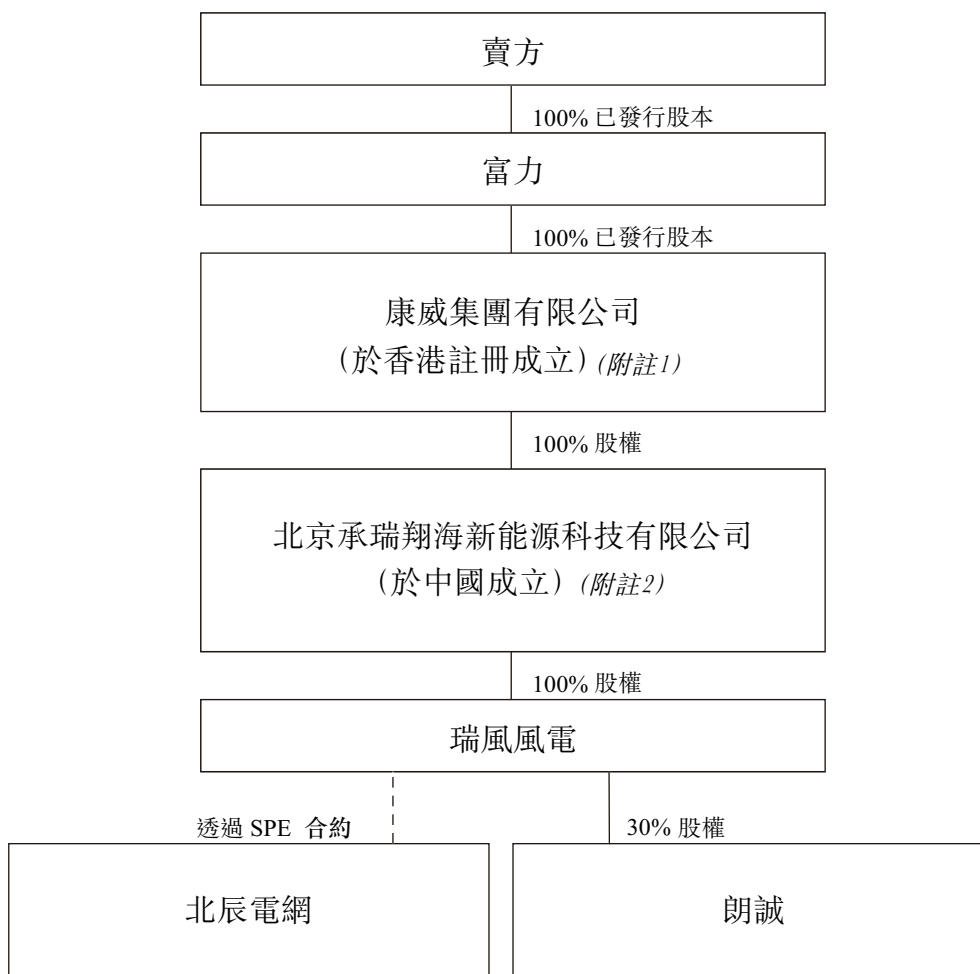 賣方
100% 已發行股本
富力
100% 已發行股本
康威集團有限公司
(於香港註冊成立) (附註1)
100% 股權
北京承瑞翔海新能源科技有限公司
(於中國成立) (附註2)
100% 股權
瑞風風電
透過 SPE 合約
30% 股權
北辰電網
朗誠